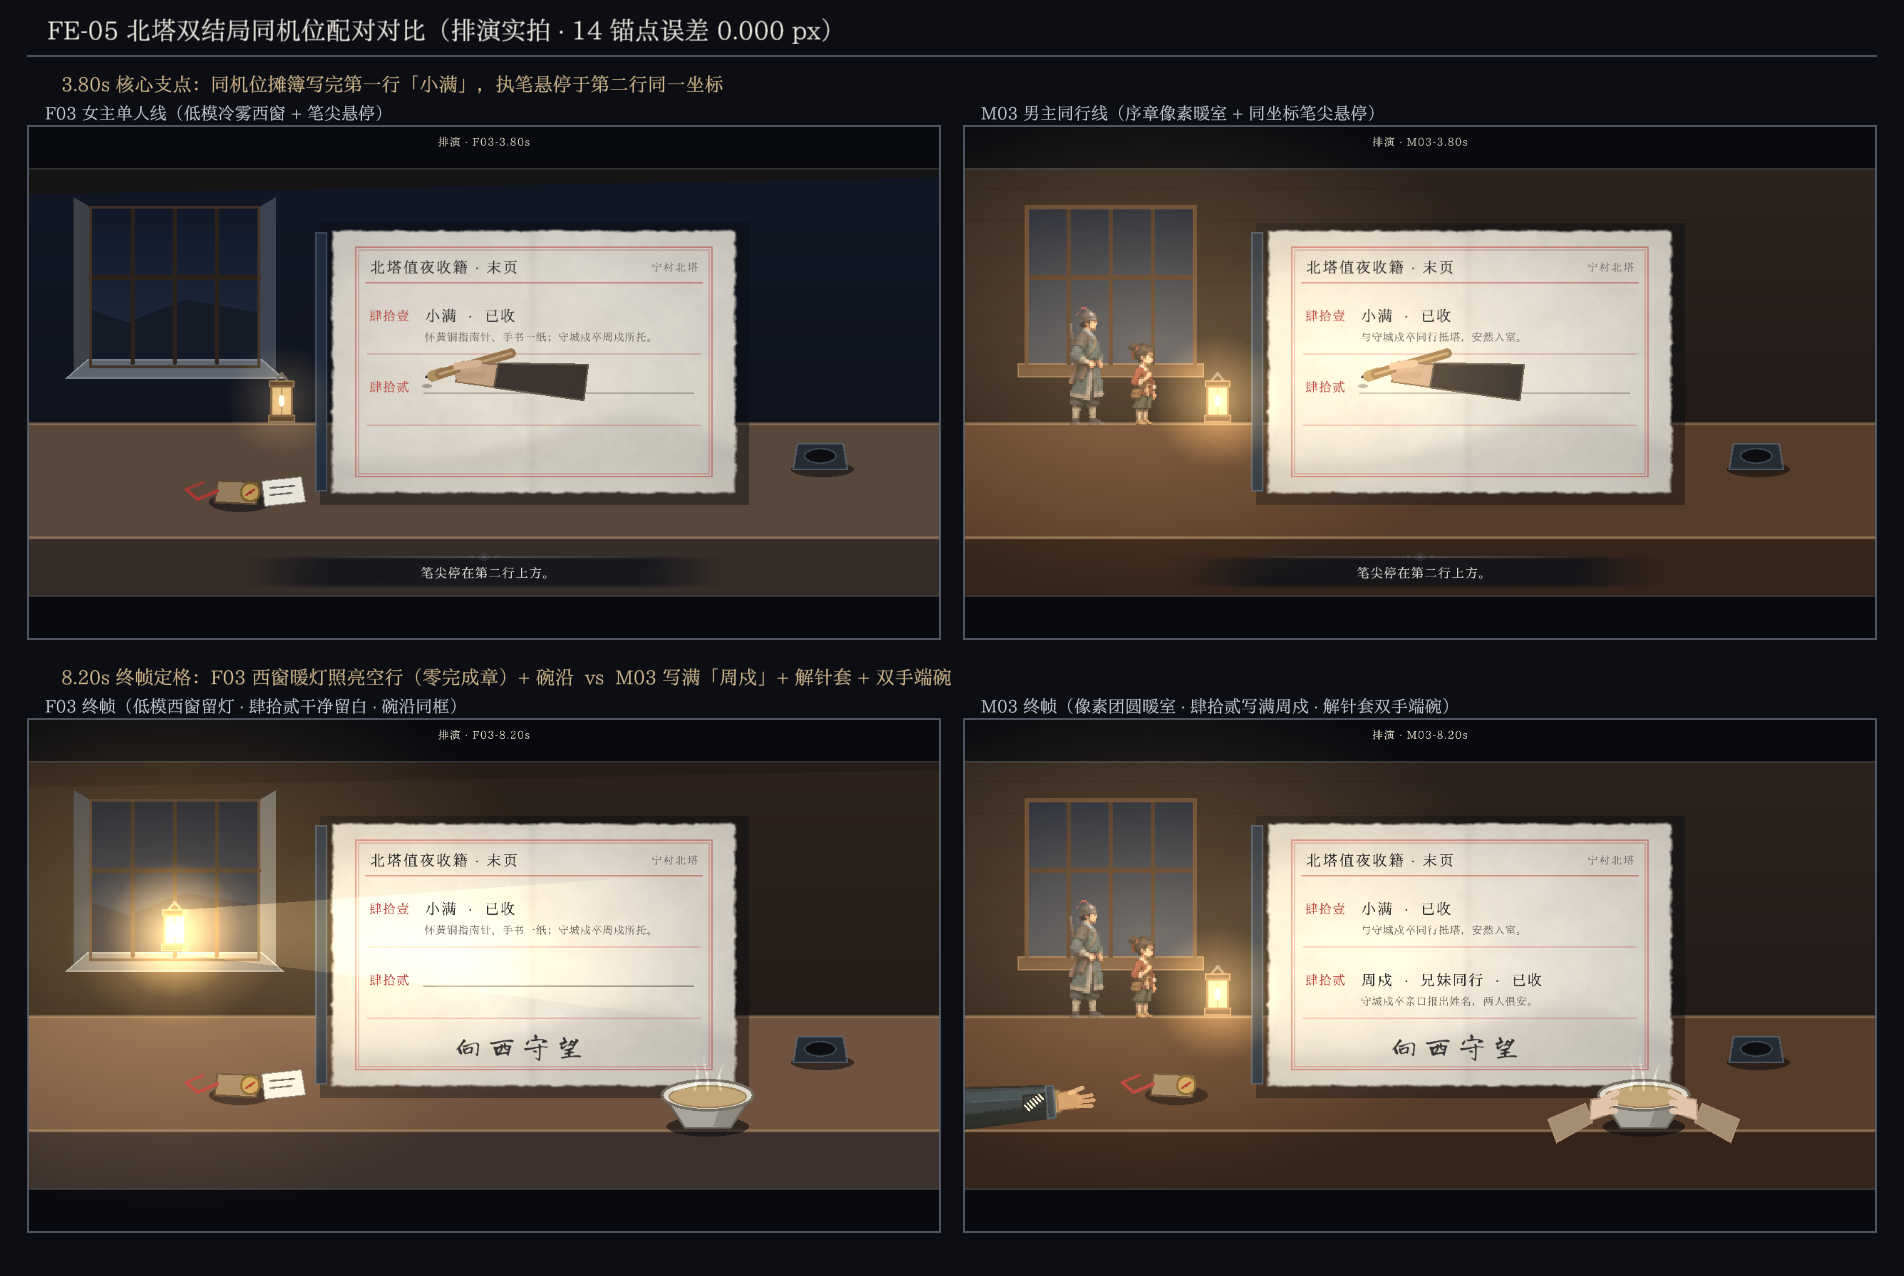 FE-05 北塔双结局同机位配对对比（排演实拍 · 14 锚点误差 0.000 px）
3.80s 核心支点：同机位摊簿写完第一行「小满」，执笔悬停于第二行同一坐标
F03 女主单人线（低模冷雾西窗 + 笔尖悬停）
排演 · F03-3.80s
北塔值夜收籍 · 末页
宁村北塔
肆拾壹 小满 · 已收
怀黄铜指南针、手书一纸；守城戍卒周戍所托。
肆拾贰
笔尖停在第二行上方。
M03 男主同行线（序章像素暖室 + 同坐标笔尖悬停）
排演 · M03-3.80s
北塔值夜收籍 · 末页
宁村北塔
肆拾壹 小满 · 已收
与守城戍卒同行抵塔，安然入室。
肆拾贰
笔尖停在第二行上方。
8.20s 终帧定格：F03 西窗暖灯照亮空行（零完成章）+ 碗沿 vs M03 写满「周戍」+ 解针套 + 双手端碗
F03 终帧（低模西窗留灯 · 肆拾贰干净留白 · 碗沿同框）
排演 · F03-8.20s
北塔值夜收籍 · 末页
宁村北塔
肆拾壹 小满 · 已收
怀黄铜指南针、手书一纸；守城戍卒周戍所托。
肆拾贰
向西守望
M03 终帧（像素团圆暖室 · 肆拾贰写满周戍 · 解针套双手端碗）
排演 · M03-8.20s
北塔值夜收籍 · 末页
宁村北塔
肆拾壹 小满 · 已收
与守城戍卒同行抵塔，安然入室。
肆拾贰 周戍 · 兄妹同行 · 已收
守城戍卒亲口报出姓名，两人俱安。
向西守望